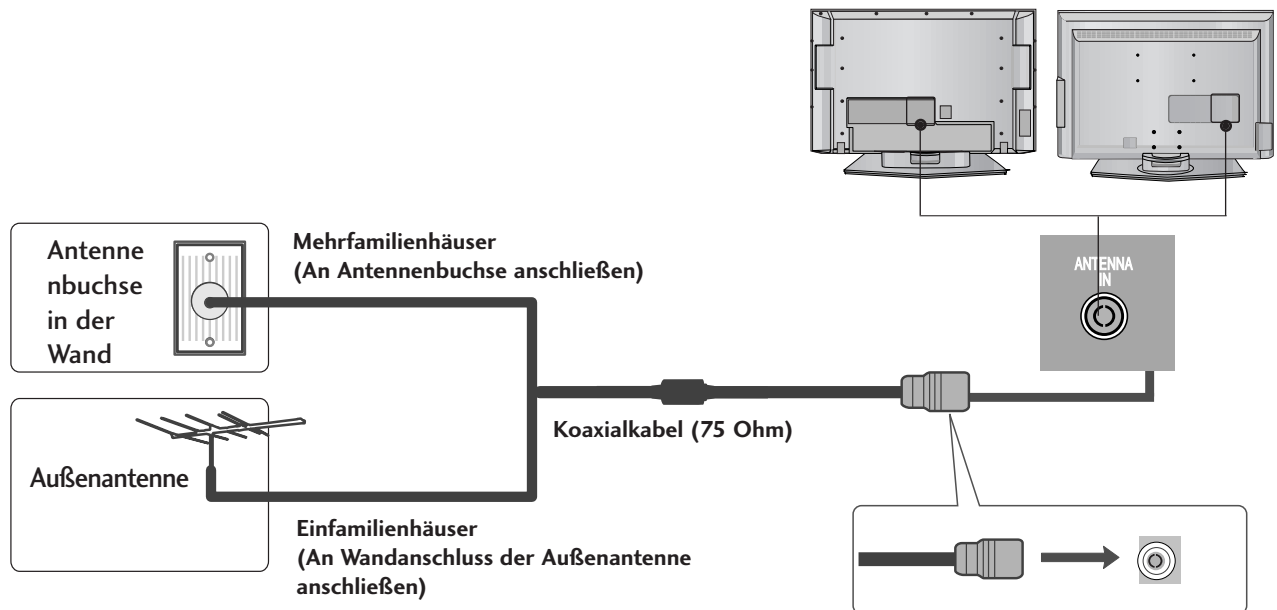 Antenne
nbuchse
in der
Wand
Mehrfamilienhäuser
(An Antennenbuchse anschließen)
ANTENNA
IN
Koaxialkabel (75 Ohm)
Außenantenne
Einfamilienhäuser
(An Wandanschluss der Außenantenne
anschließen)